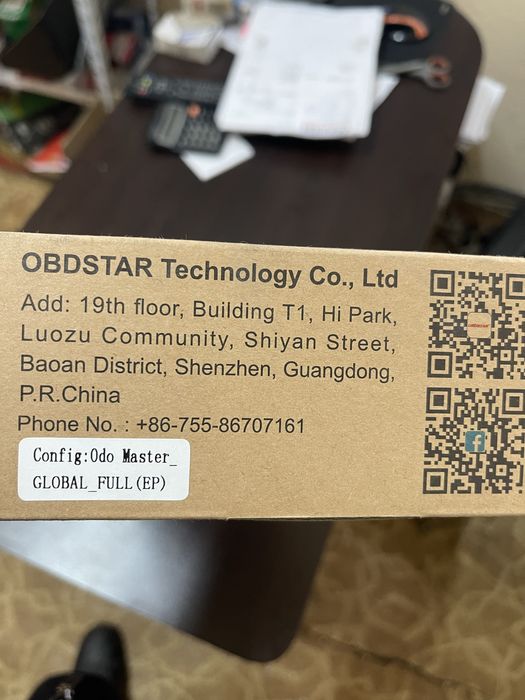 OBDSTAR Technology Co., Ltd
Add: 19th floor, Building T1, Hi Park,
Luozu Community, Shiyan Street,
Baoan District, Shenzhen, Guangdong,
P.R.China
Phone No. : +86-755-86707161
Config:Odo Master_
GLOBAL_FULL(EP)
OBDSTAR
f